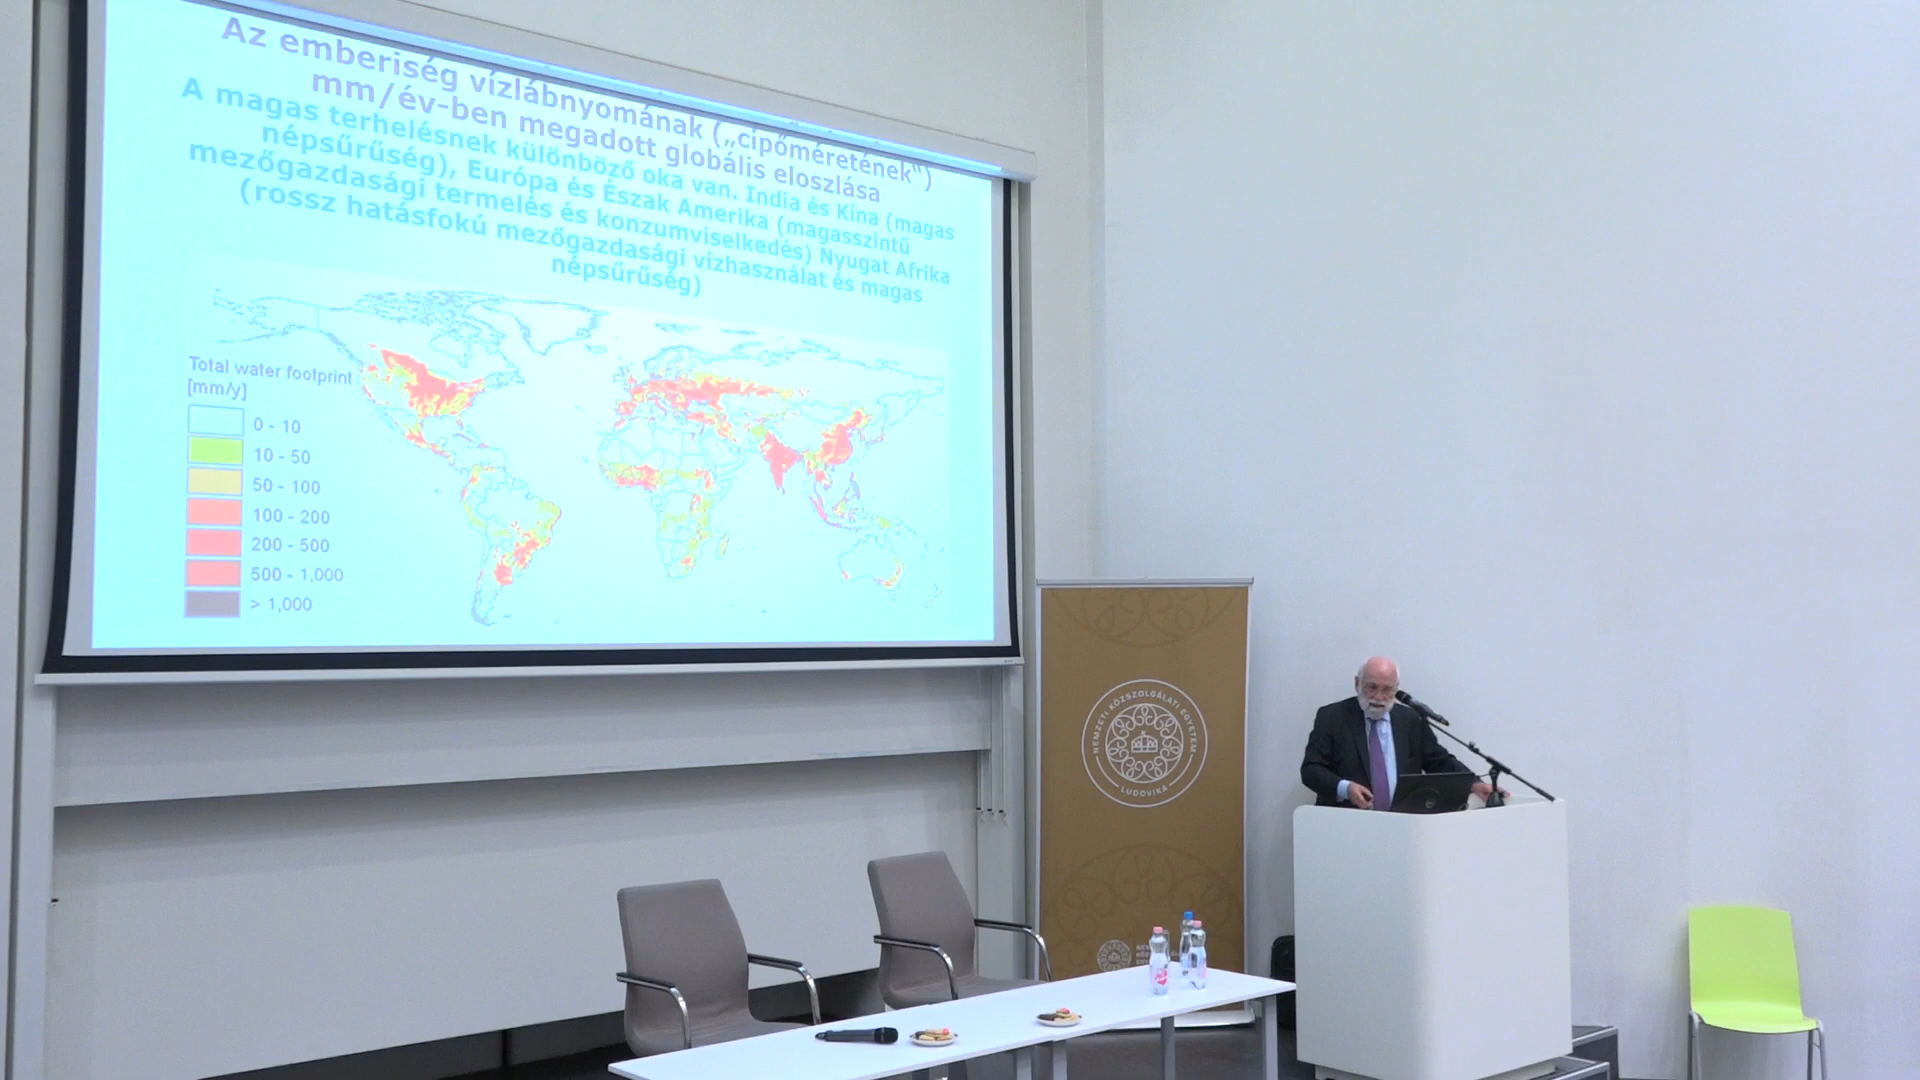 Az emberiség vízlábnyomának („cipőméretének“)
mm/év-ben megadott globális eloszlása
A magas terhelésnek különböző oka van. India és Kína (magas
népsűrűség), Európa és Észak Amerika (magasszintű
mezőgazdasági termelés és konzumviselkedés) Nyugat Afrika
(rossz hatásfokú mezőgazdasági vízhasználat és magas
népsűrűség)
Total water footprint
[mm/y]
0 - 10
10 - 50
50 - 100
100 - 200
200 - 500
500 - 1,000
> 1,000
NEMZETI KÖZSZOLGÁLATI EGYETEM
LUDOVIKA